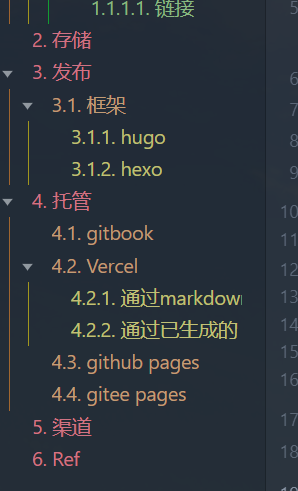 1.1.1.1. 链接
2. 存储
3. 发布
3.1. 框架
3.1.1. hugo
3.1.2. hexo
4. 托管
4.1. gitbook
4.2. Vercel
4.2.1. 通过markdown
4.2.2. 通过已生成的
4.3. github pages
4.4. gitee pages
5. 渠道
6. Ref
5
6
7
8
9
10
11
12
13
14
15
16
17
18